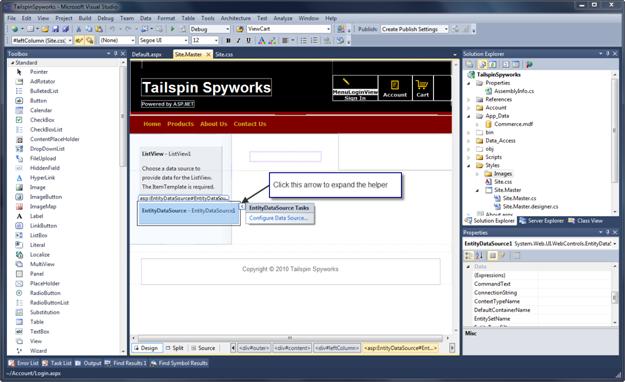 TailspinSpyworks - Microsoft Visual Studio
File Edit View Project Build Debug Team Data Format Table Tools Architecture Test Analyze Window Help
Debug ViewCart Publish: Create Publish Settings
#leftColumn (Site.css) Segoe UI 12 B I U A
Toolbox
Standard
Pointer
AdRotator
BulletedList
Button
Calendar
CheckBox
CheckBoxList
ContentPlaceHolder
DropDownList
FileUpload
HiddenField
HyperLink
Image
ImageButton
ImageMap
Label
LinkButton
ListBox
Literal
Localize
MultiView
Panel
PlaceHolder
RadioButton
RadioButtonList
Substitution
Table
TextBox
View
Wizard
Default.aspx Site.Master Site.css
Tailspin Spyworks
Powered by ASP.NET
MenuLoginView
Sign In
Account
Cart
Home Products About Us Contact Us
ListView - ListView1
Choose a data source to
provide data for the ListView.
The ItemTemplate is required.
asp:EntityDataSource#EntityDataSou
EntityDataSource - EntityDataSource1
Click this arrow to expand the helper
EntityDataSource Tasks
Configure Data Source...
Copyright © 2010 Tailspin Spyworks
Design Split Source <div#outer> <div#content> <div#leftColumn> <asp:EntityDataSource#Ent...>
Solution Explorer
TailspinSpyworks
Properties
AssemblyInfo.cs
References
Account
App_Data
Commerce.mdf
bin
Data_Access
obj
Scripts
Styles
Images
Site.css
Site.Master
Site.Master.cs
Site.Master.designer.cs
About.aspx
Solution Explorer Server Explorer Class View
Properties
EntityDataSource1 System.Web.UI.WebControls.EntityData
Data
(Expressions)
CommandText
ConnectionString
ContextTypeName
DefaultContainerName
EntitySetName
Misc
Error List Task List Output Find Results 1 Find Symbol Results
~/Account/Login.aspx